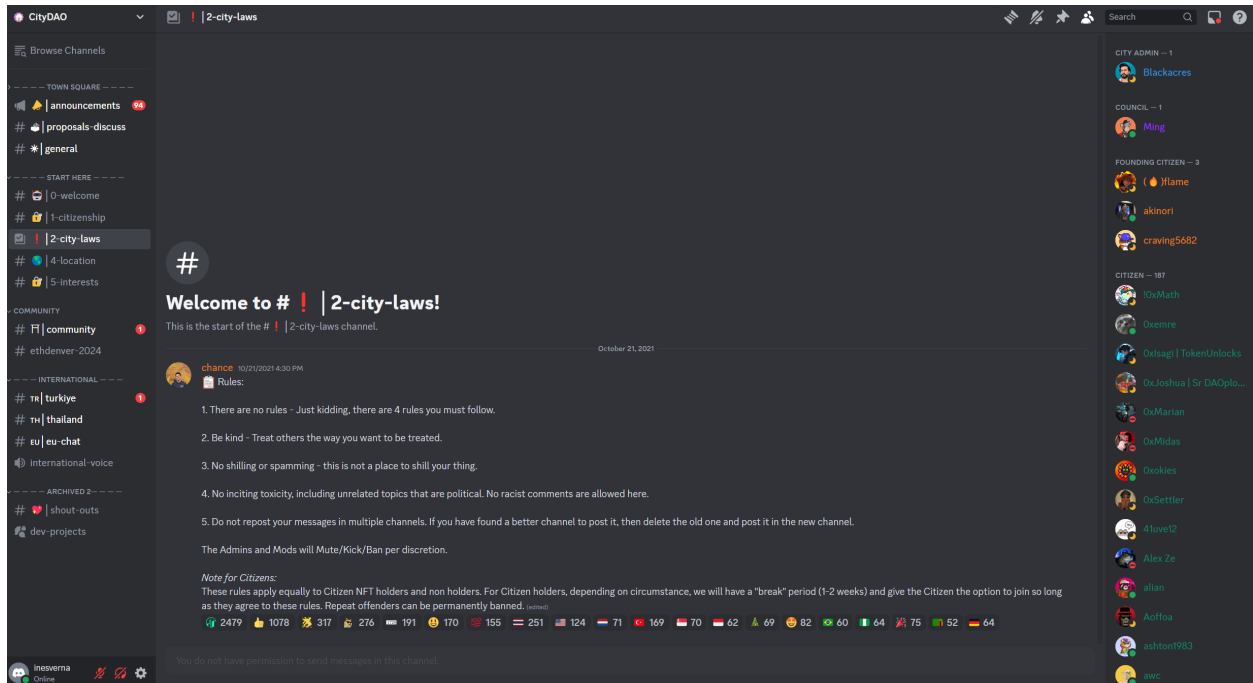 CityDAO
2-city-laws
Search
Browse Channels
TOWN SQUARE
announcements 94
proposals-discuss
general
START HERE
0-welcome
1-citizenship
2-city-laws
4-location
5-interests
COMMUNITY
community 1
ethdenver-2024
INTERNATIONAL
TR turkiye 1
TH thailand
EU eu-chat
international-voice
ARCHIVED 2
shout-outs
dev-projects
inesverna
Online
Welcome to # ❗ | 2-city-laws!
This is the start of the # ❗ | 2-city-laws channel.
October 21, 2021
chance 10/21/2021 4:30 PM
Rules:
1. There are no rules - Just kidding, there are 4 rules you must follow.
2. Be kind - Treat others the way you want to be treated.
3. No shilling or spamming - this is not a place to shill your thing.
4. No inciting toxicity, including unrelated topics that are political. No racist comments are allowed here.
5. Do not repost your messages in multiple channels. If you have found a better channel to post it, then delete the old one and post it in the new channel.
The Admins and Mods will Mute/Kick/Ban per discretion.
Note for Citizens:
These rules apply equally to Citizen NFT holders and non holders. For Citizen holders, depending on circumstance, we will have a "break" period (1-2 weeks) and give the Citizen the option to join so long
as they agree to these rules. Repeat offenders can be permanently banned. (edited)
2479 1078 317 276 191 170 155 251 124 71 169 70 62 69 82 60 64 75 52 64
You do not have permission to send messages in this channel.
CITY ADMIN — 1
Blackacres
COUNCIL — 1
Ming
FOUNDING CITIZEN — 3
( 🔥 )flame
akinori
craving5682
CITIZEN — 187
!0xMath
0xemre
0xIsagi | TokenUnlocks
0xJoshua | Sr DAOplo...
0xMarian
0xMidas
0xokies
0xSettler
41uve12
Alex Ze
alian
Aoffoa
ashton1983
awc